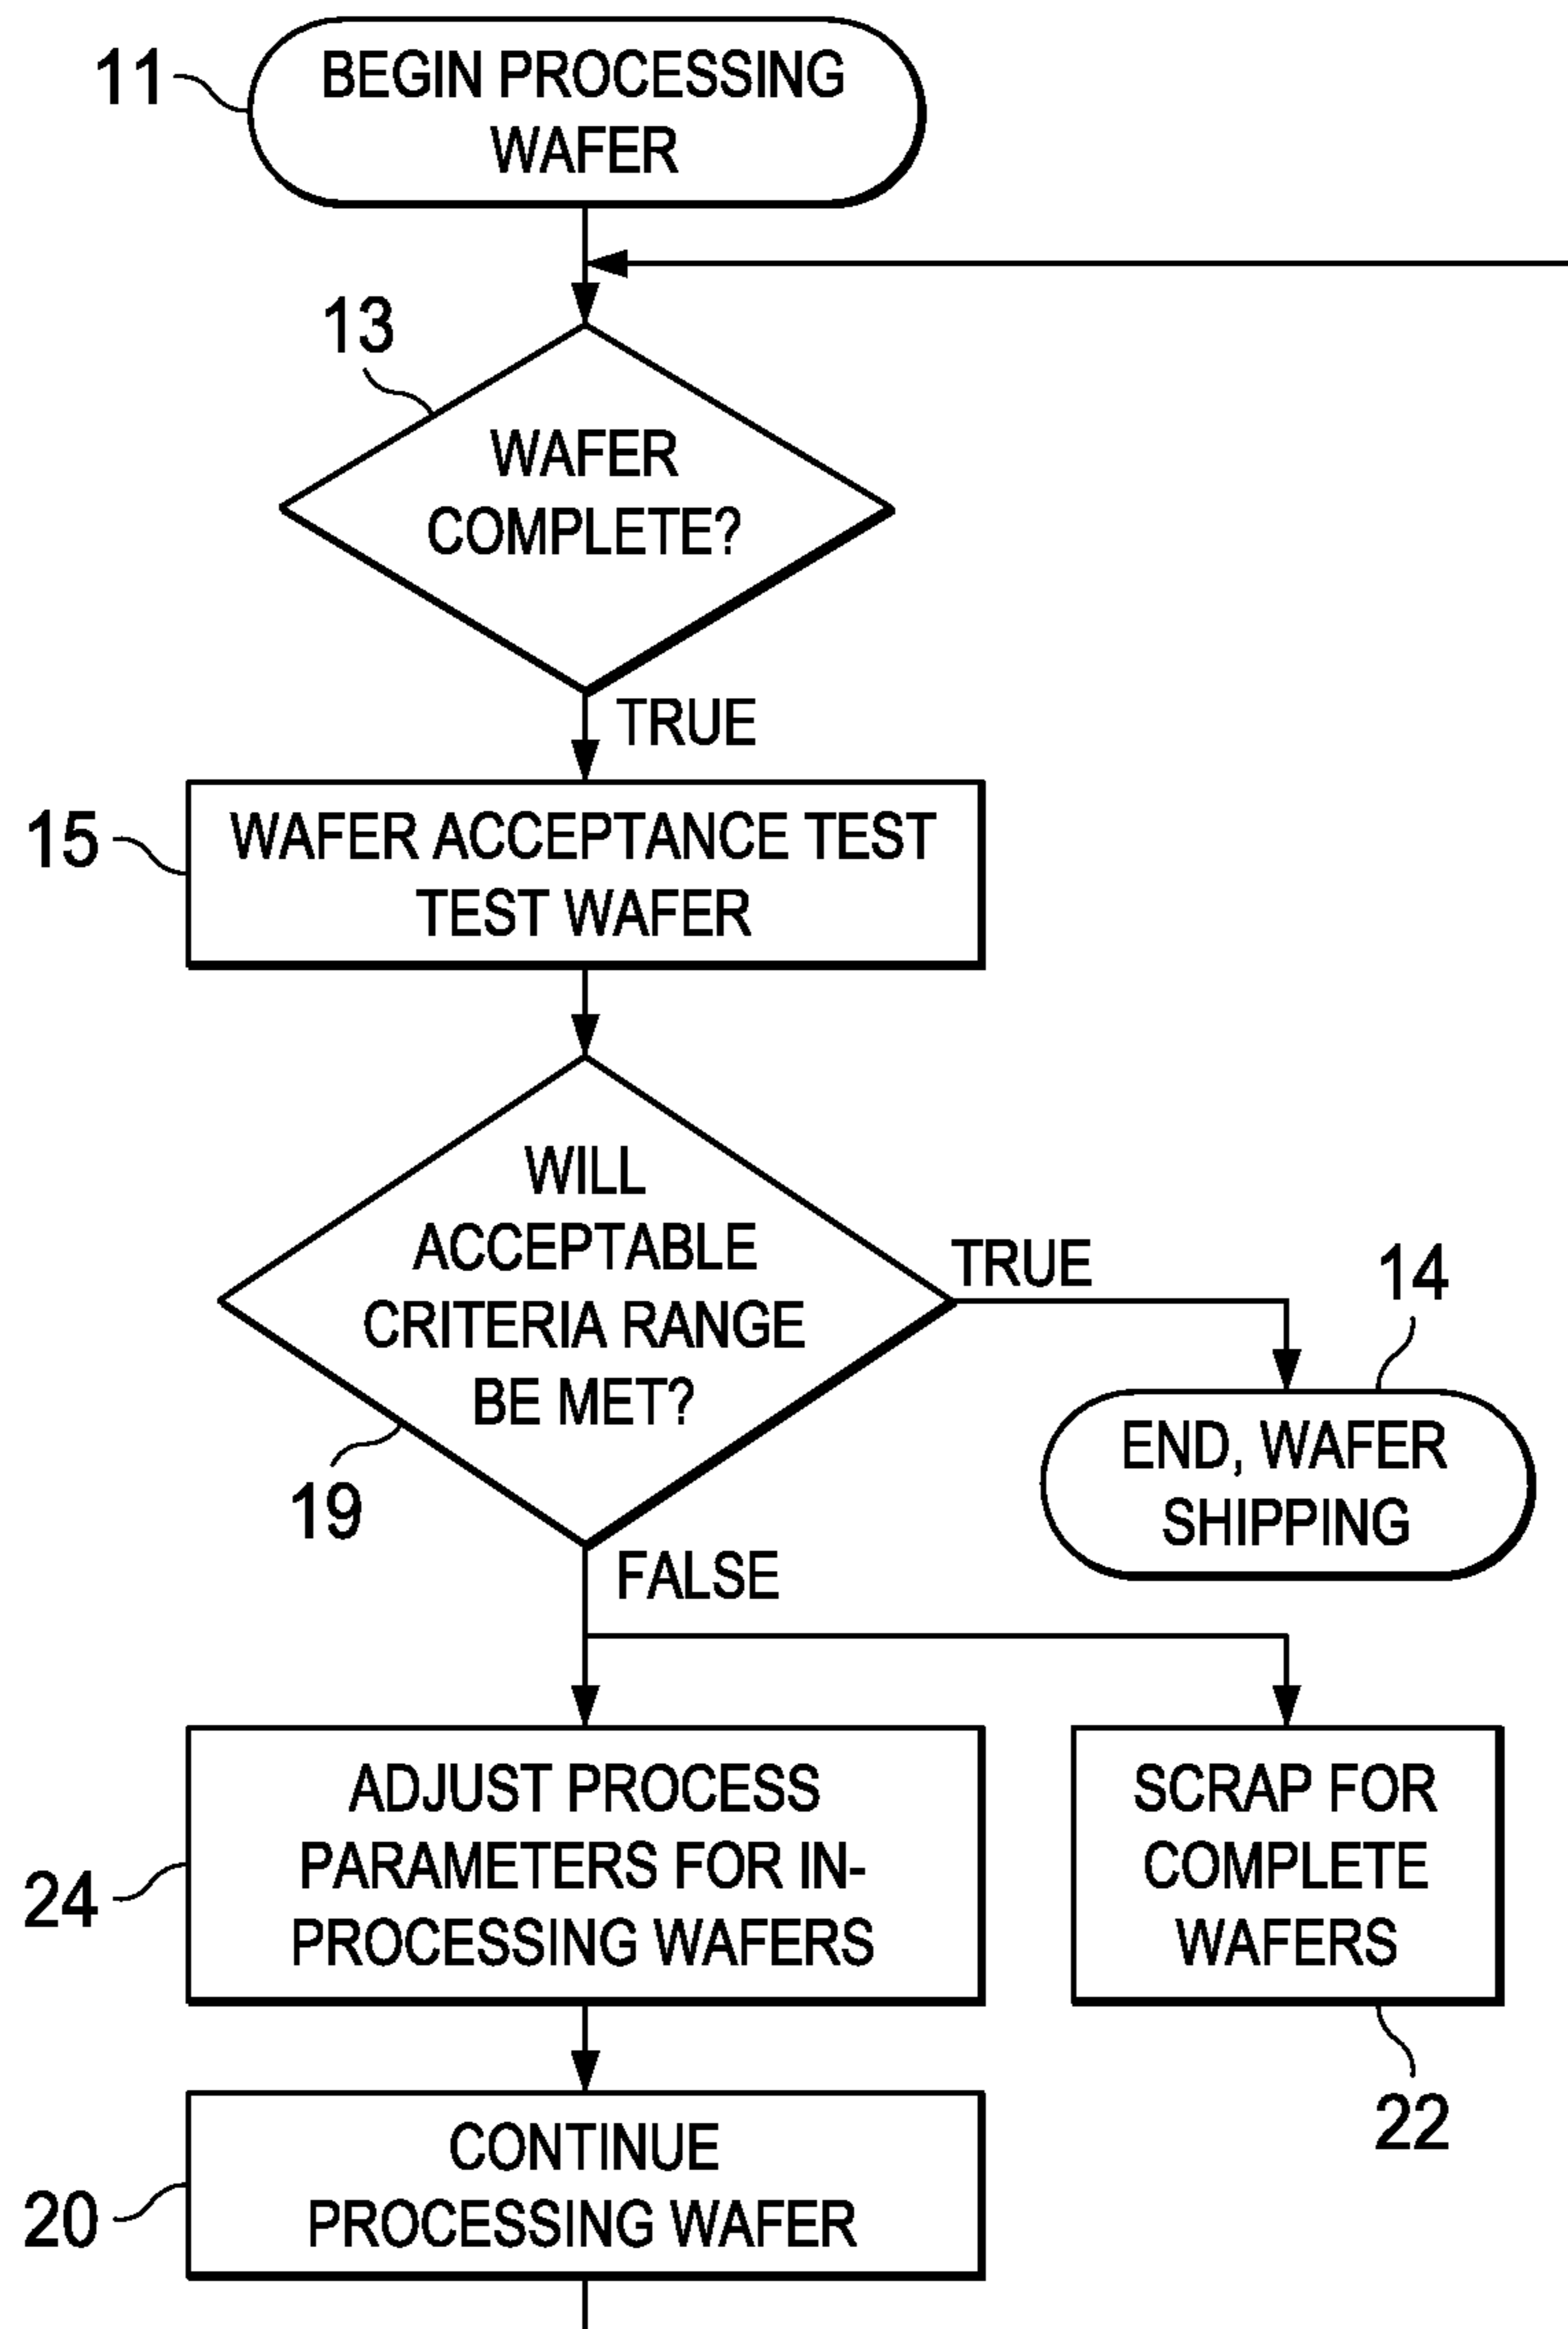 11
BEGIN PROCESSING
WAFER
13
WAFER
COMPLETE?
TRUE
15
WAFER ACCEPTANCE TEST
TEST WAFER
WILL
ACCEPTABLE
CRITERIA RANGE
BE MET?
19
TRUE
14
END, WAFER
SHIPPING
FALSE
24
ADJUST PROCESS
PARAMETERS FOR IN-
PROCESSING WAFERS
SCRAP FOR
COMPLETE
WAFERS
22
20
CONTINUE
PROCESSING WAFER